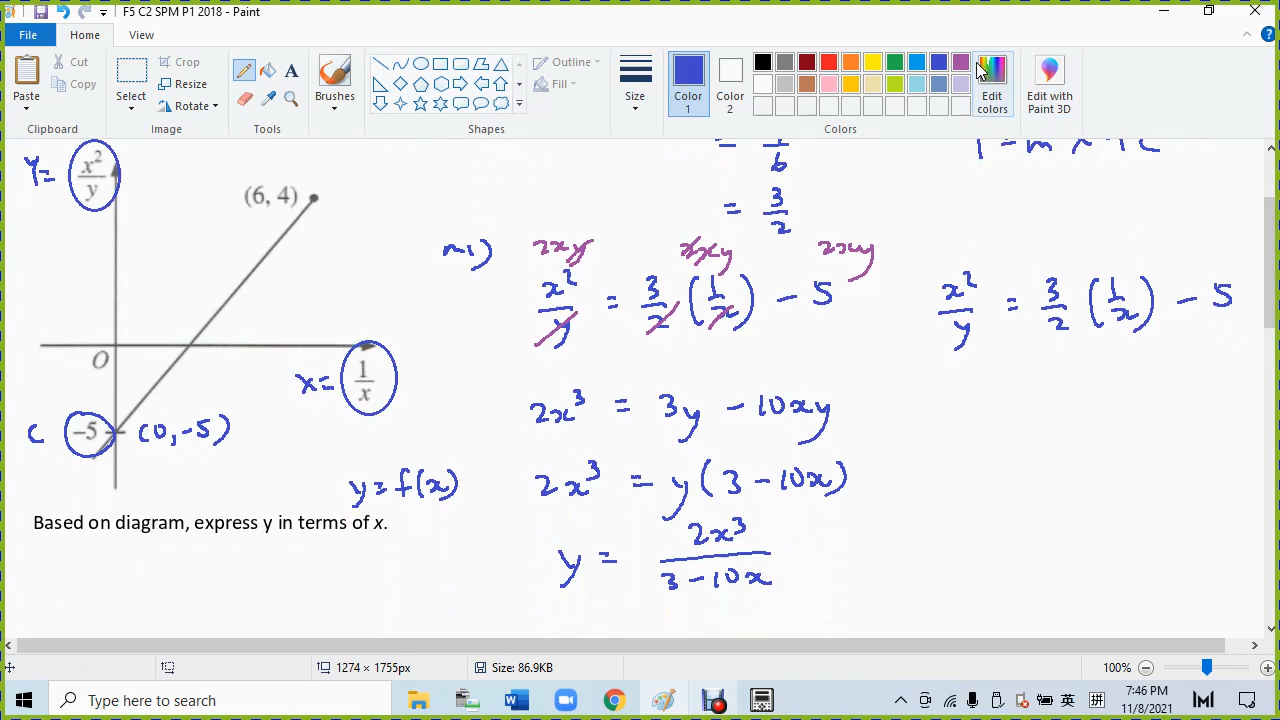 F5 C2 SPM P1 2018 - Paint
File Home View
Paste Cut Copy
Clipboard
Select Crop Resize Rotate
Image
A
Tools
Brushes
Outline Fill
Shapes
Size
Color 1
Color 2
Edit colors
Colors
Edit with Paint 3D
Y = x²/y
(6, 4)
O
X = 1/x
C -5 (0, -5)
y = f(x)
Based on diagram, express y in terms of x.
= 3/2
m1) 2xy 2xy 2xy
x²/y = 3/2 (1/x) - 5
2x³ = 3y - 10xy
2x³ = y(3 - 10x)
y = 2x³/(3 - 10x)
x²/y = 3/2 (1/x) - 5
1274 × 1755px Size: 86.9KB 100%
Type here to search
英 拼 7:46 PM
11/8/2021